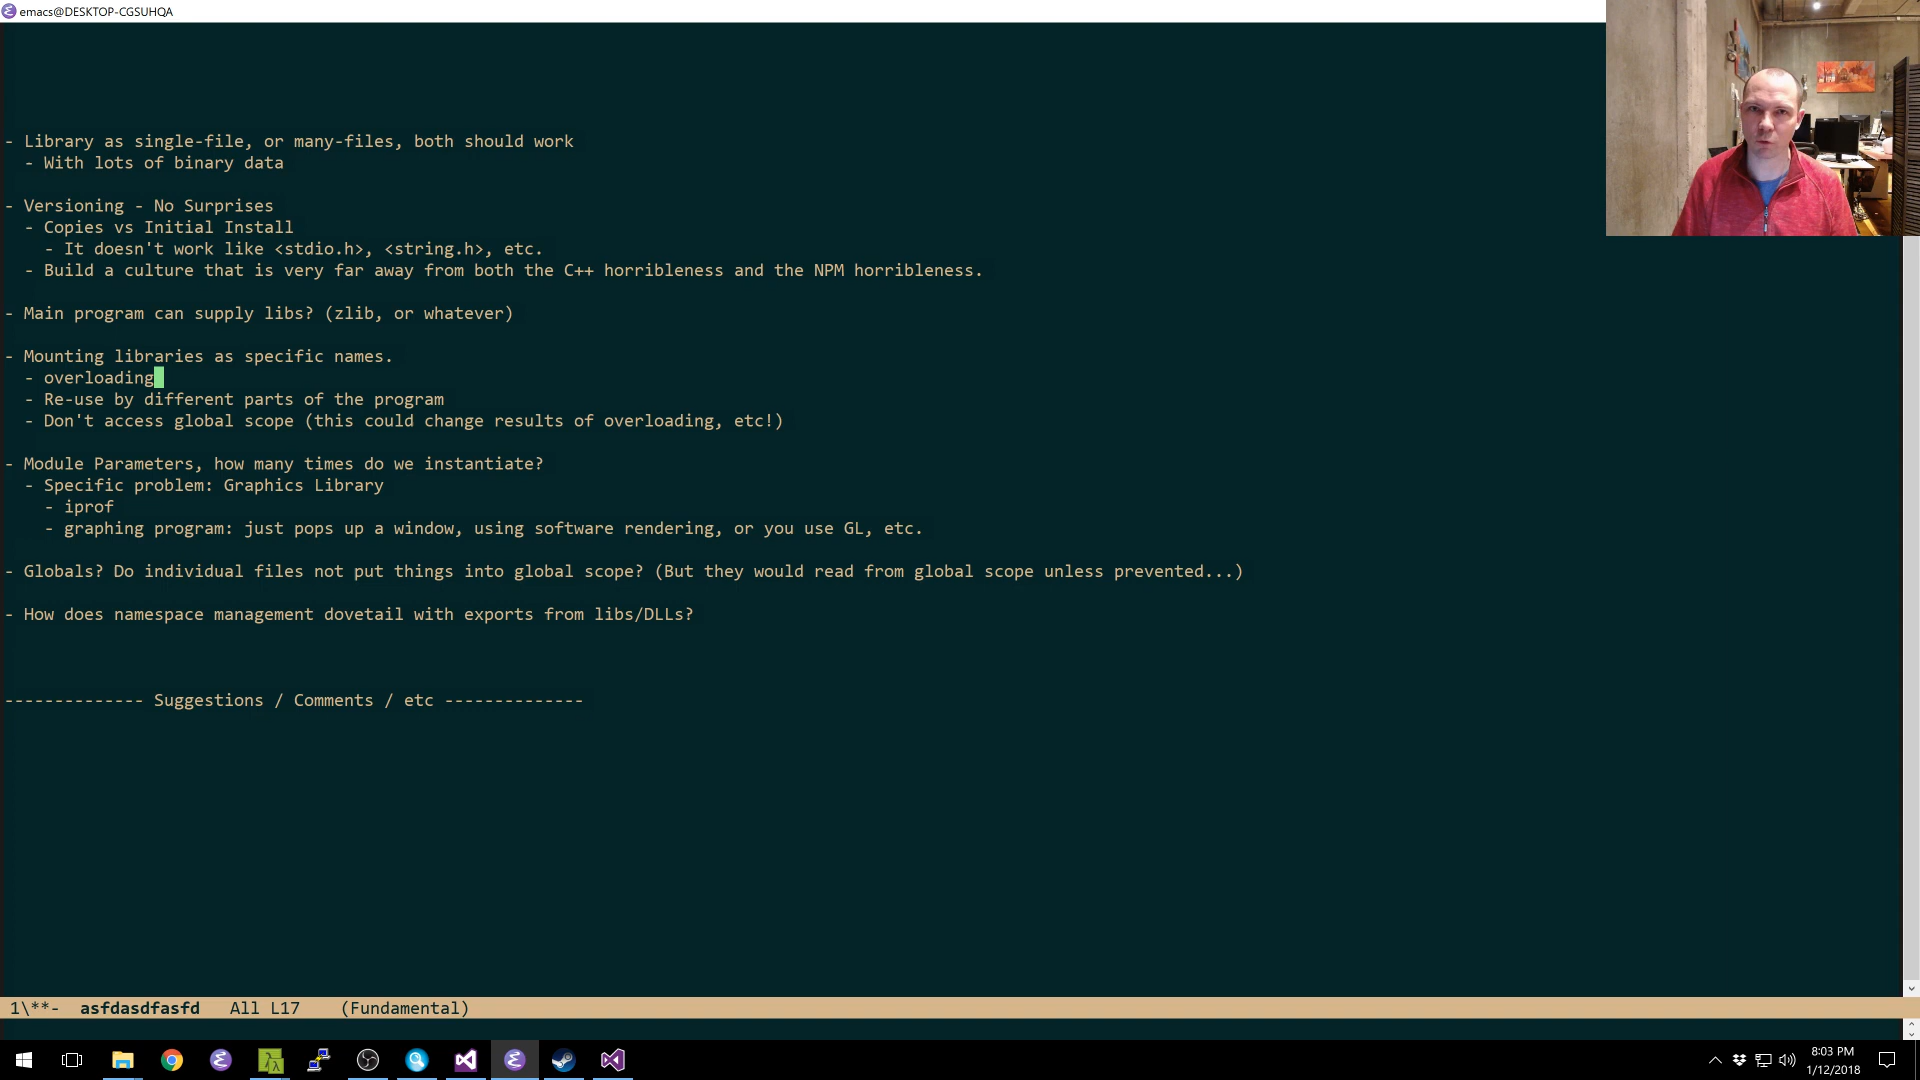 emacs@DESKTOP-CGSUHQA
- Library as single-file, or many-files, both should work
- With lots of binary data
- Versioning - No Surprises
- Copies vs Initial Install
- It doesn't work like <stdio.h>, <string.h>, etc.
- Build a culture that is very far away from both the C++ horribleness and the NPM horribleness.
- Main program can supply libs? (zlib, or whatever)
- Mounting libraries as specific names.
- overloading
- Re-use by different parts of the program
- Don't access global scope (this could change results of overloading, etc!)
- Module Parameters, how many times do we instantiate?
- Specific problem: Graphics Library
- iprof
- graphing program: just pops up a window, using software rendering, or you use GL, etc.
- Globals? Do individual files not put things into global scope? (But they would read from global scope unless prevented...)
- How does namespace management dovetail with exports from libs/DLLs?
-------------- Suggestions / Comments / etc --------------
1\**-  asfdasdfasfd   All L17    (Fundamental)
8:03 PM
1/12/2018